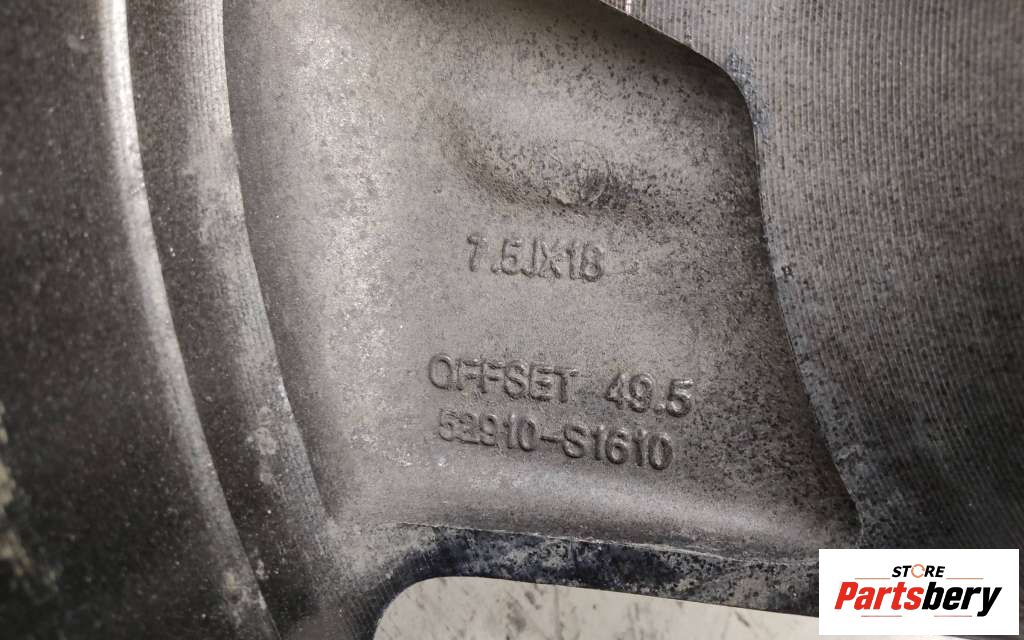 7.5JX18
OFFSET 49.5
52910-S1610
STORE
Partsbery